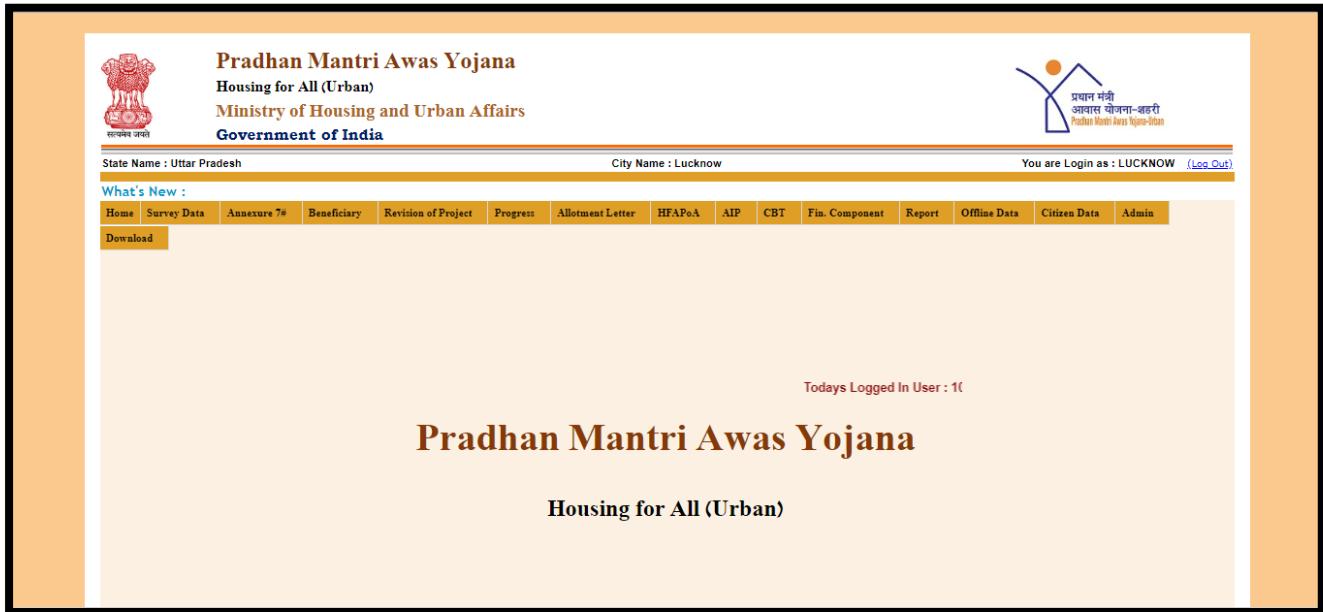 Pradhan Mantri Awas Yojana
Housing for All (Urban)
Ministry of Housing and Urban Affairs
Government of India
सत्यमेव जयते
प्रधान मंत्री
आवास योजना-शहरी
Pradhan Mantri Awas Yojana-Urban
State Name : Uttar Pradesh City Name : Lucknow You are Login as : LUCKNOW (Log Out)
What's New :
Home Survey Data Annexure 7# Beneficiary Revision of Project Progress Allotment Letter HFAPoA AIP CBT Fin. Component Report Offline Data Citizen Data Admin
Download
Todays Logged In User :
Pradhan Mantri Awas Yojana
Housing for All (Urban)